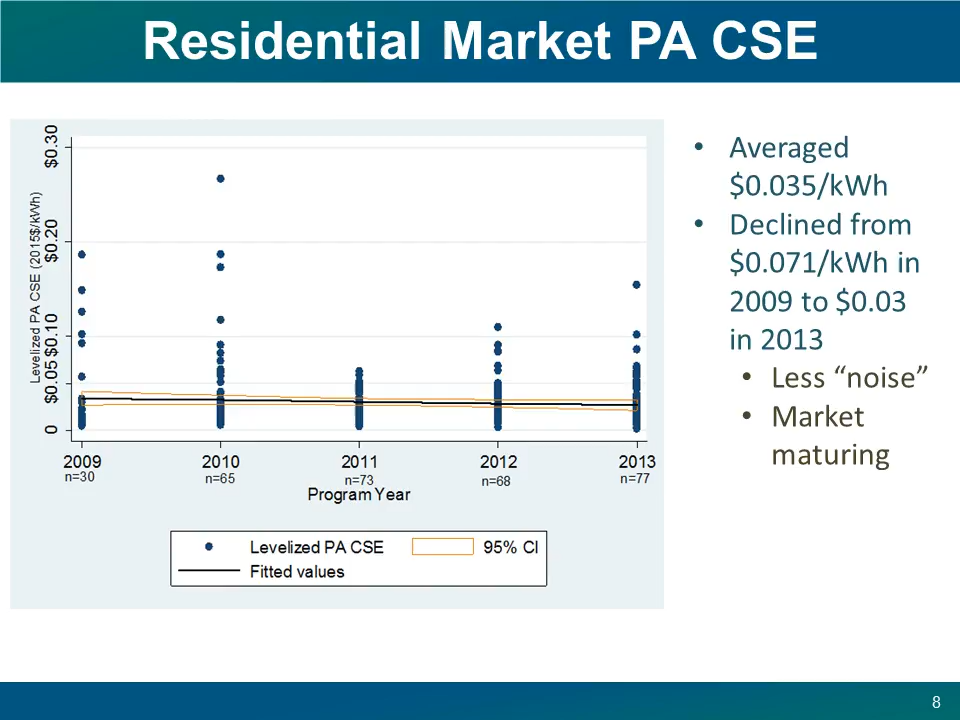 Residential Market PA CSE
$0.30
$0.20
$0.10
$0.05
0
Levelized PA CSE (2015$/kWh)
2009 2010 2011 2012 2013
n=30 n=65 n=73 n=68 n=77
Program Year
Levelized PA CSE 95% CI
Fitted values
• Averaged
$0.035/kWh
• Declined from
$0.071/kWh in
2009 to $0.03
in 2013
• Less “noise”
• Market
maturing
8